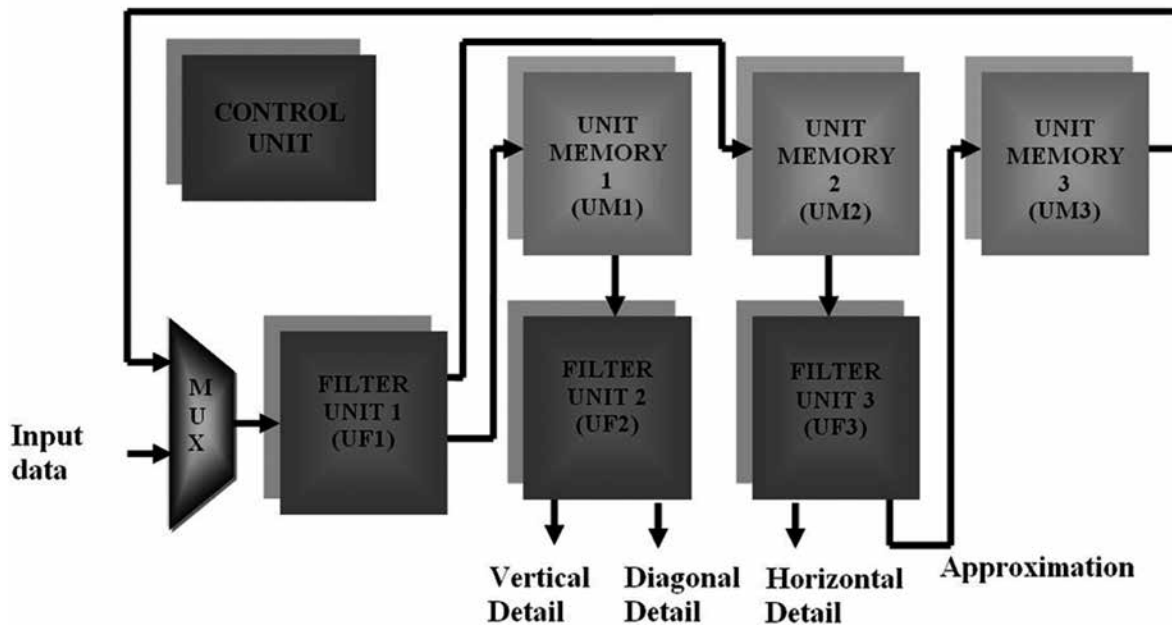 CONTROL
UNIT
UNIT
MEMORY
1
(UM1)
UNIT
MEMORY
2
(UM2)
UNIT
MEMORY
3
(UM3)
Input
data
M
U
X
FILTER
UNIT 1
(UF1)
FILTER
UNIT 2
(UF2)
FILTER
UNIT 3
(UF3)
Vertical
Detail
Diagonal
Detail
Horizontal
Detail
Approximation